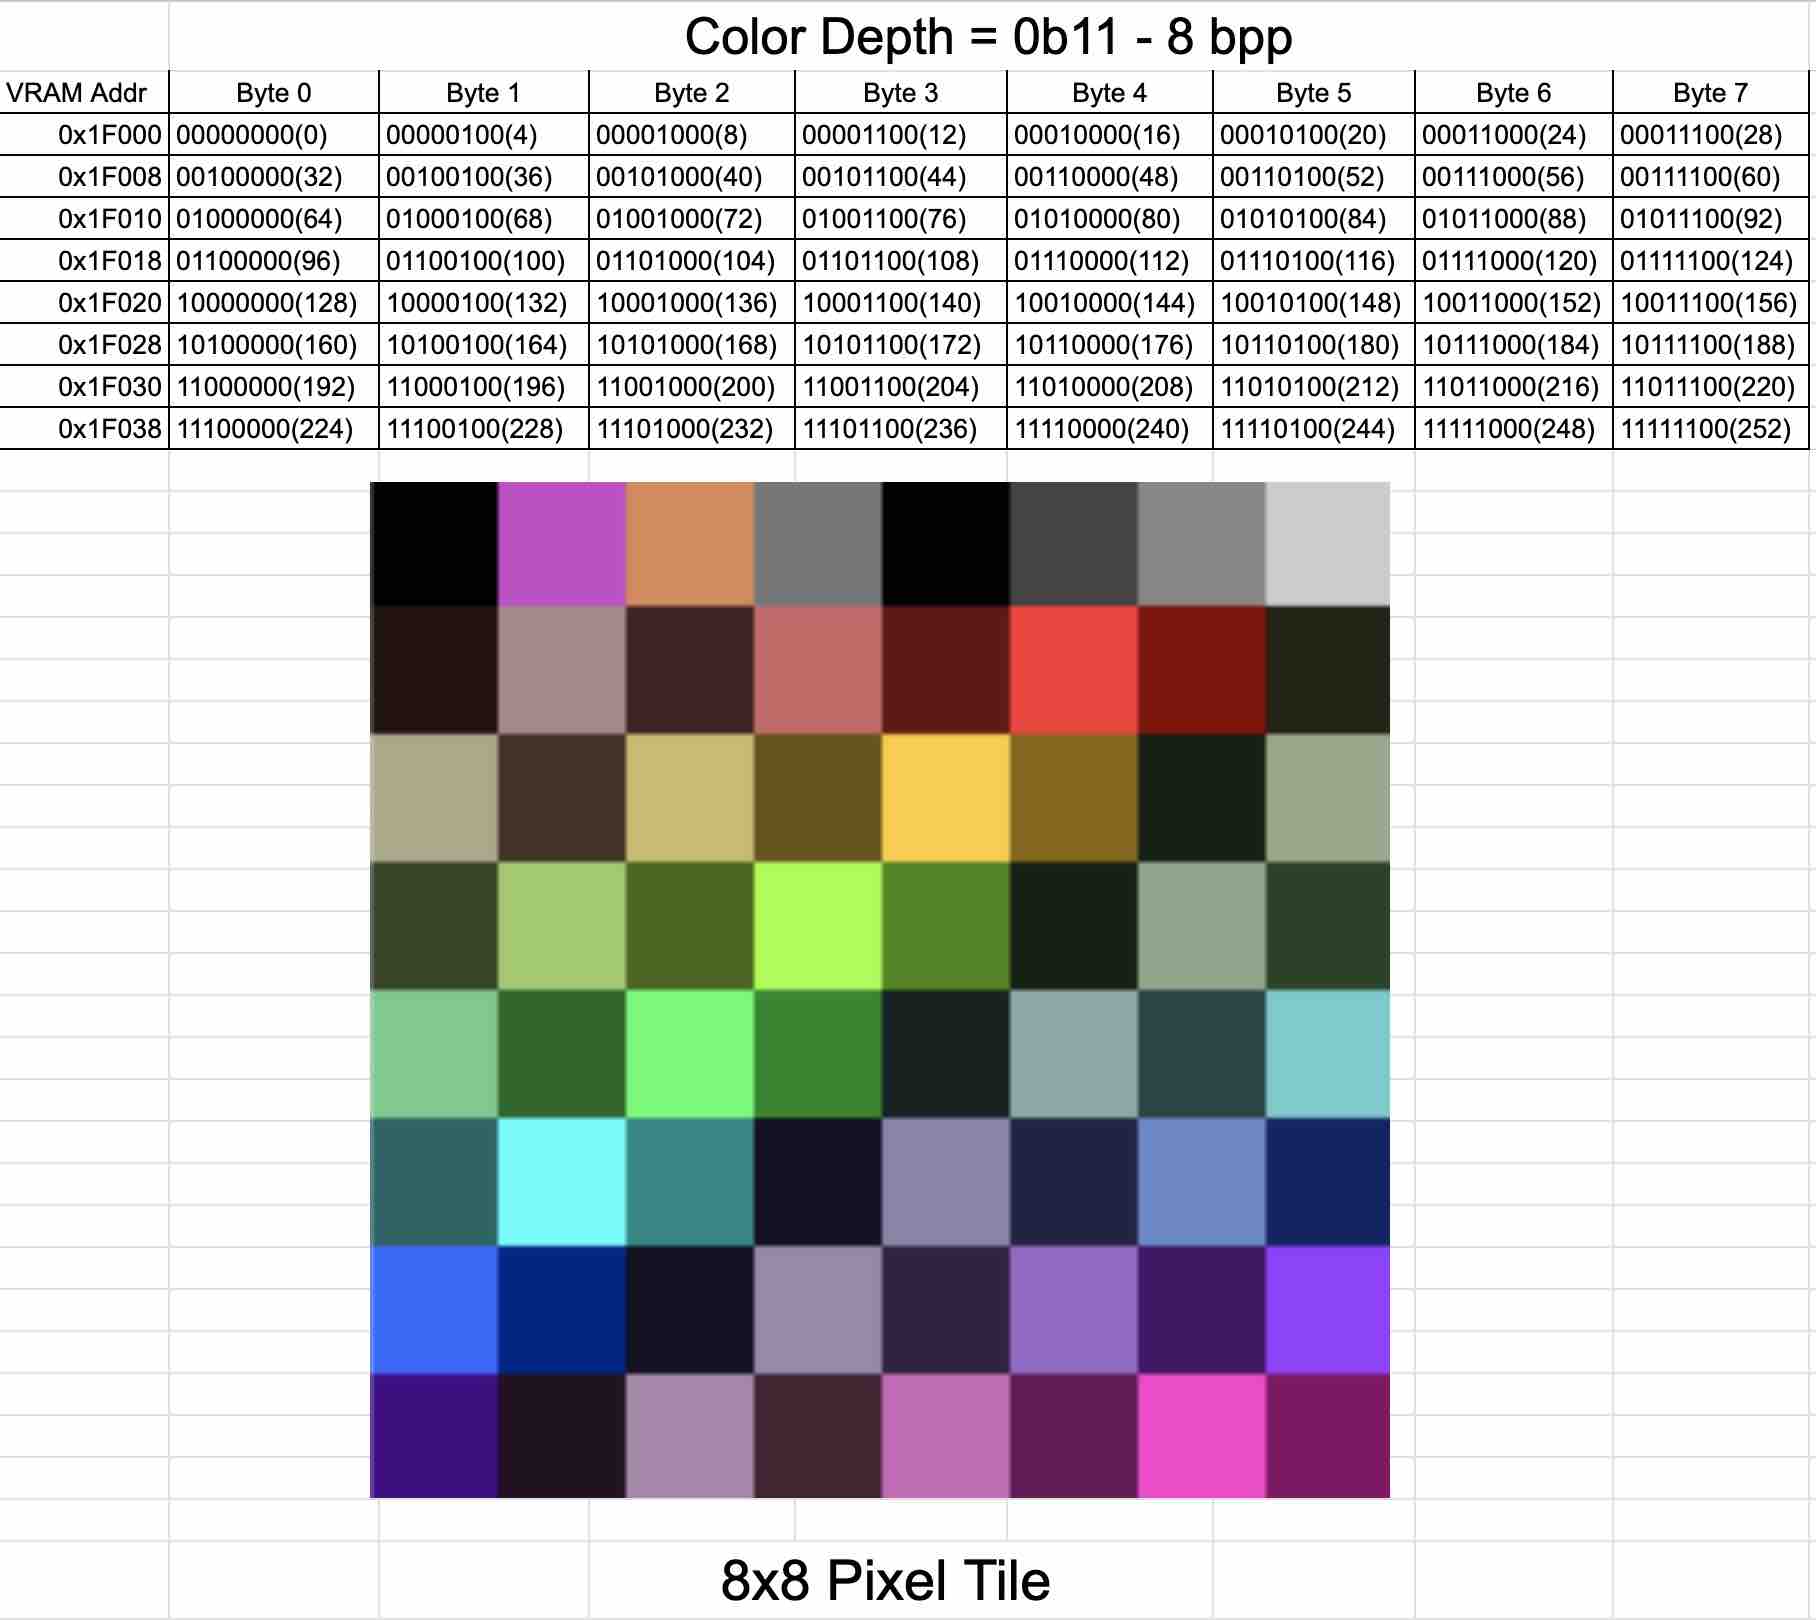 Color Depth = 0b11 - 8 bpp
VRAM Addr Byte 0 Byte 1 Byte 2 Byte 3 Byte 4 Byte 5 Byte 6 Byte 7
0x1F000 00000000(0) 00000100(4) 00001000(8) 00001100(12) 00010000(16) 00010100(20) 00011000(24) 00011100(28)
0x1F008 00100000(32) 00100100(36) 00101000(40) 00101100(44) 00110000(48) 00110100(52) 00111000(56) 00111100(60)
0x1F010 01000000(64) 01000100(68) 01001000(72) 01001100(76) 01010000(80) 01010100(84) 01011000(88) 01011100(92)
0x1F018 01100000(96) 01100100(100) 01101000(104) 01101100(108) 01110000(112) 01110100(116) 01111000(120) 01111100(124)
0x1F020 10000000(128) 10000100(132) 10001000(136) 10001100(140) 10010000(144) 10010100(148) 10011000(152) 10011100(156)
0x1F028 10100000(160) 10100100(164) 10101000(168) 10101100(172) 10110000(176) 10110100(180) 10111000(184) 10111100(188)
0x1F030 11000000(192) 11000100(196) 11001000(200) 11001100(204) 11010000(208) 11010100(212) 11011000(216) 11011100(220)
0x1F038 11100000(224) 11100100(228) 11101000(232) 11101100(236) 11110000(240) 11110100(244) 11111000(248) 11111100(252)
8x8 Pixel Tile